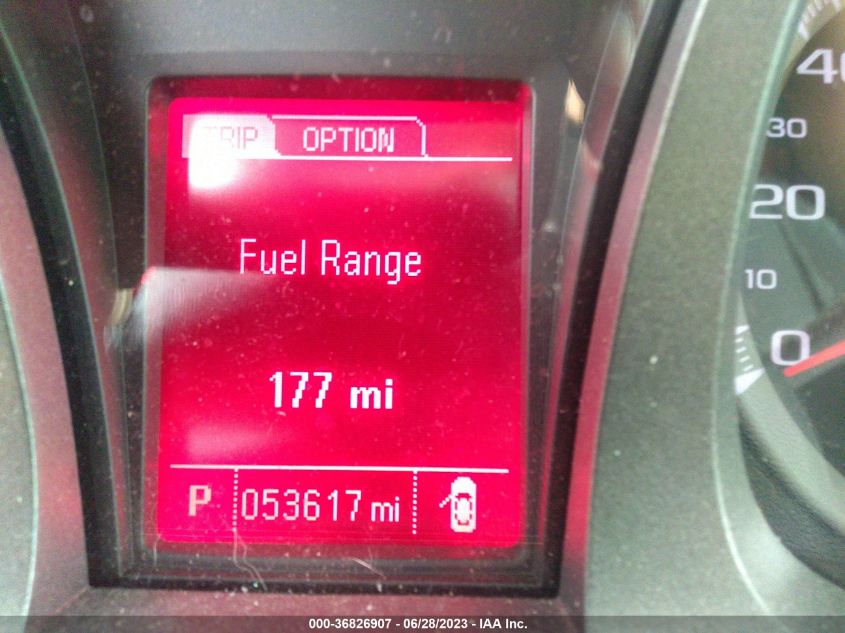 TRIP OPTION
Fuel Range
177 mi
P 053617 mi
40
30
20
10
0
000-36826907 - 06/28/2023 - IAA Inc.